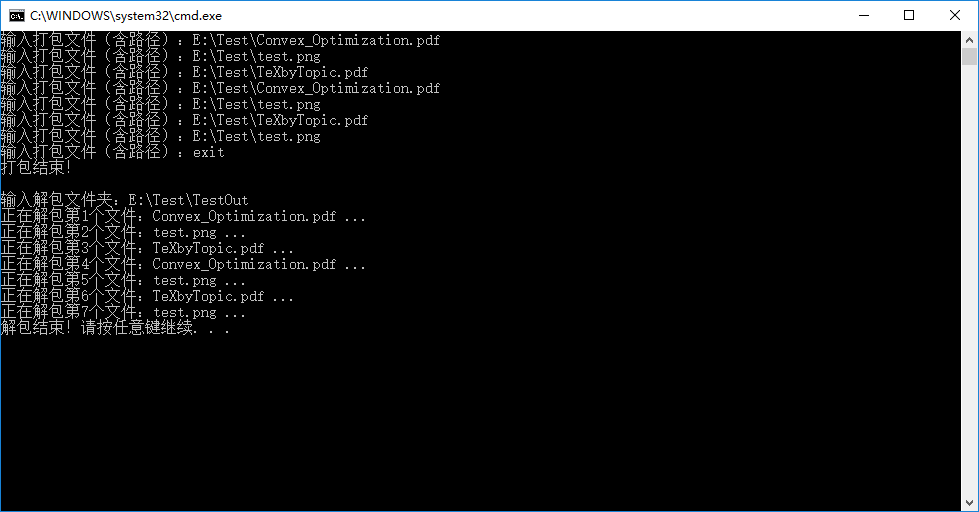 C:\WINDOWS\system32\cmd.exe
输入打包文件（含路径）：E:\Test\Convex_Optimization.pdf
输入打包文件（含路径）：E:\Test\test.png
输入打包文件（含路径）：E:\Test\TeXbyTopic.pdf
输入打包文件（含路径）：E:\Test\Convex_Optimization.pdf
输入打包文件（含路径）：E:\Test\test.png
输入打包文件（含路径）：E:\Test\TeXbyTopic.pdf
输入打包文件（含路径）：E:\Test\test.png
输入打包文件（含路径）：exit
打包结束!
输入解包文件夹：E:\Test\TestOut
正在解包第1个文件：Convex_Optimization.pdf ...
正在解包第2个文件：test.png ...
正在解包第3个文件：TeXbyTopic.pdf ...
正在解包第4个文件：Convex_Optimization.pdf ...
正在解包第5个文件：test.png ...
正在解包第6个文件：TeXbyTopic.pdf ...
正在解包第7个文件：test.png ...
解包结束! 请按任意键继续. . .